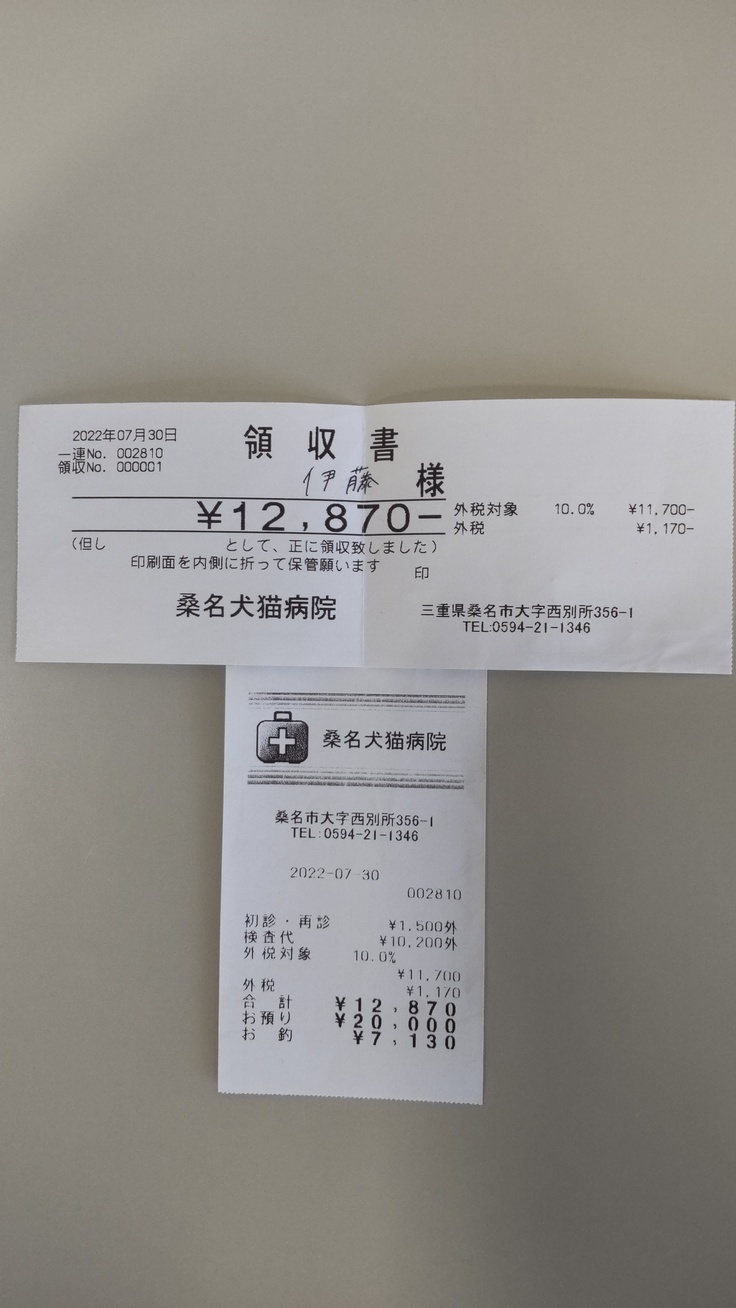 2022年07月30日
一連No. 002810
領収No. 000001
領収書
伊藤 様
¥12,870-
外税対象 10.0% ¥11,700-
外税 ¥1,170-
(但し として、正に領収致しました)
印刷面を内側に折って保管願います
印
桑名犬猫病院
三重県桑名市大字西別所356-1
TEL:0594-21-1346
桑名犬猫病院
桑名市大字西別所356-1
TEL:0594-21-1346
2022-07-30
002810
初診・再診 ¥1,500外
検査代 ¥10,200外
外税対象 10.0%
¥11,700
外税 ¥1,170
合計 ¥12,870
お預り ¥20,000
お釣 ¥7,130